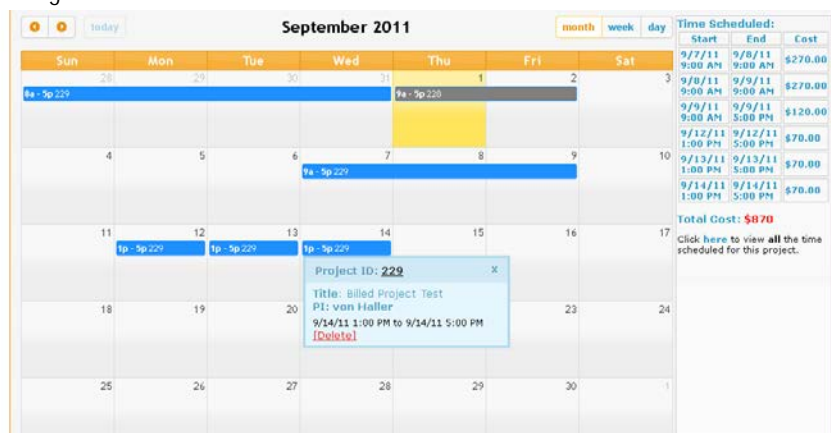 today September 2011 month week day
Sun Mon Tue Wed Thu Fri Sat
28 29 30 31 1 2 3
8a - 5p 229 9a - 5p 228
4 5 6 7 8 9 10
9a - 5p 229
11 12 13 14 15 16 17
1p - 5p 229 1p - 5p 229 1p - 5p 229
Project ID: 229 x
Title: Billed Project Test
PI: von Haller
9/14/11 1:00 PM to 9/14/11 5:00 PM
[Delete]
18 19 20 23 24
25 26 27 28 29 30 1
Time Scheduled:
Start End Cost
9/7/11 9/8/11 $270.00
9:00 AM 9:00 AM
9/8/11 9/9/11 $270.00
9:00 AM 9:00 AM
9/9/11 9/9/11 $120.00
9:00 AM 5:00 PM
9/12/11 9/12/11 $70.00
1:00 PM 5:00 PM
9/13/11 9/13/11 $70.00
1:00 PM 5:00 PM
9/14/11 9/14/11 $70.00
1:00 PM 5:00 PM
Total Cost: $870
Click here to view all the time
scheduled for this project.